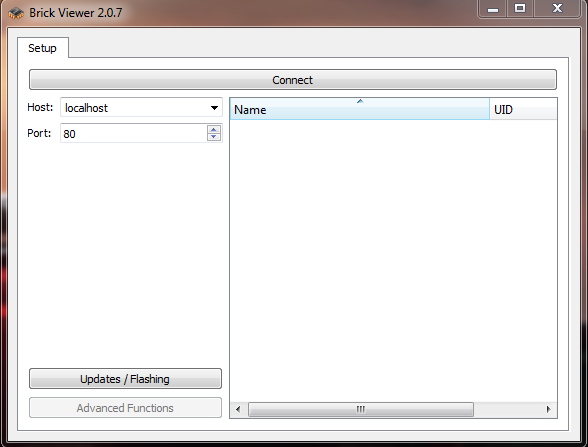 Brick Viewer 2.0.7
Setup
Connect
Host: localhost
Port: 80
Name UID
Updates / Flashing
Advanced Functions